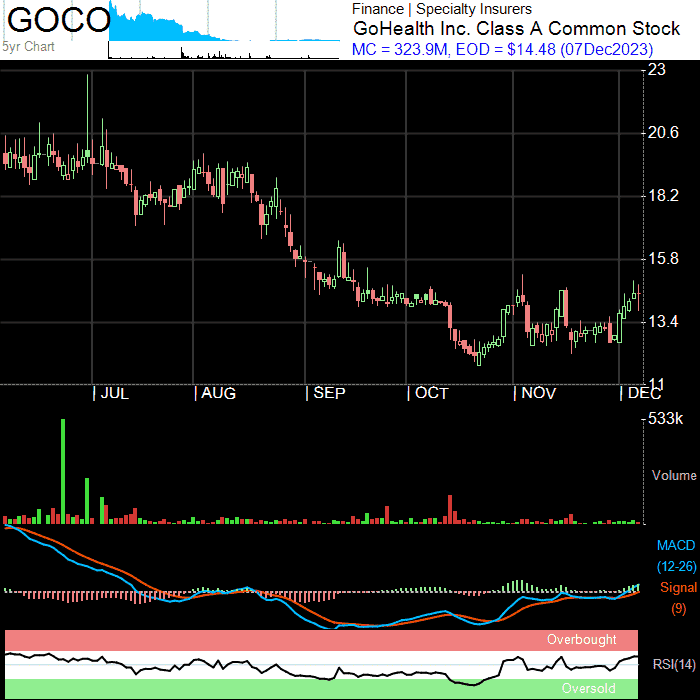 GOCO
5yr Chart
Finance | Specialty Insurers
GoHealth Inc. Class A Common Stock
MC = 323.9M, EOD = $14.48 (07Dec2023)
23
20.6
18.2
15.8
13.4
11
| JUL | AUG | SEP | OCT | NOV | DEC
533k
Volume
MACD
(12-26)
Signal
(9)
Overbought
RSI(14)
Oversold